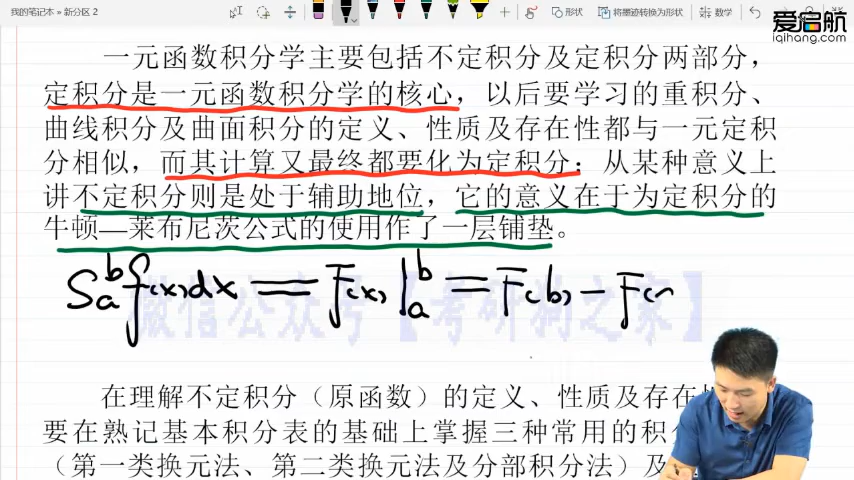 我的笔记本 » 新分区 2
形状 将墨迹转换为形状 数学
爱启航
iqihang.com
一元函数积分学主要包括不定积分及定积分两部分，
定积分是一元函数积分学的核心，以后要学习的重积分、
曲线积分及曲面积分的定义、性质及存在性都与一元定积
分相似，而其计算又最终都要化为定积分；从某种意义上
讲不定积分则是处于辅助地位，它的意义在于为定积分的
牛顿—莱布尼茨公式的使用作了一层铺垫。
∫_a^b f(x)dx = F(x)|_a^b = F(b) - F(
微信公众号【考研狗之家】
在理解不定积分（原函数）的定义、性质及存在
要在熟记基本积分表的基础上掌握三种常用的积
（第一类换元法、第二类换元法及分部积分法）及